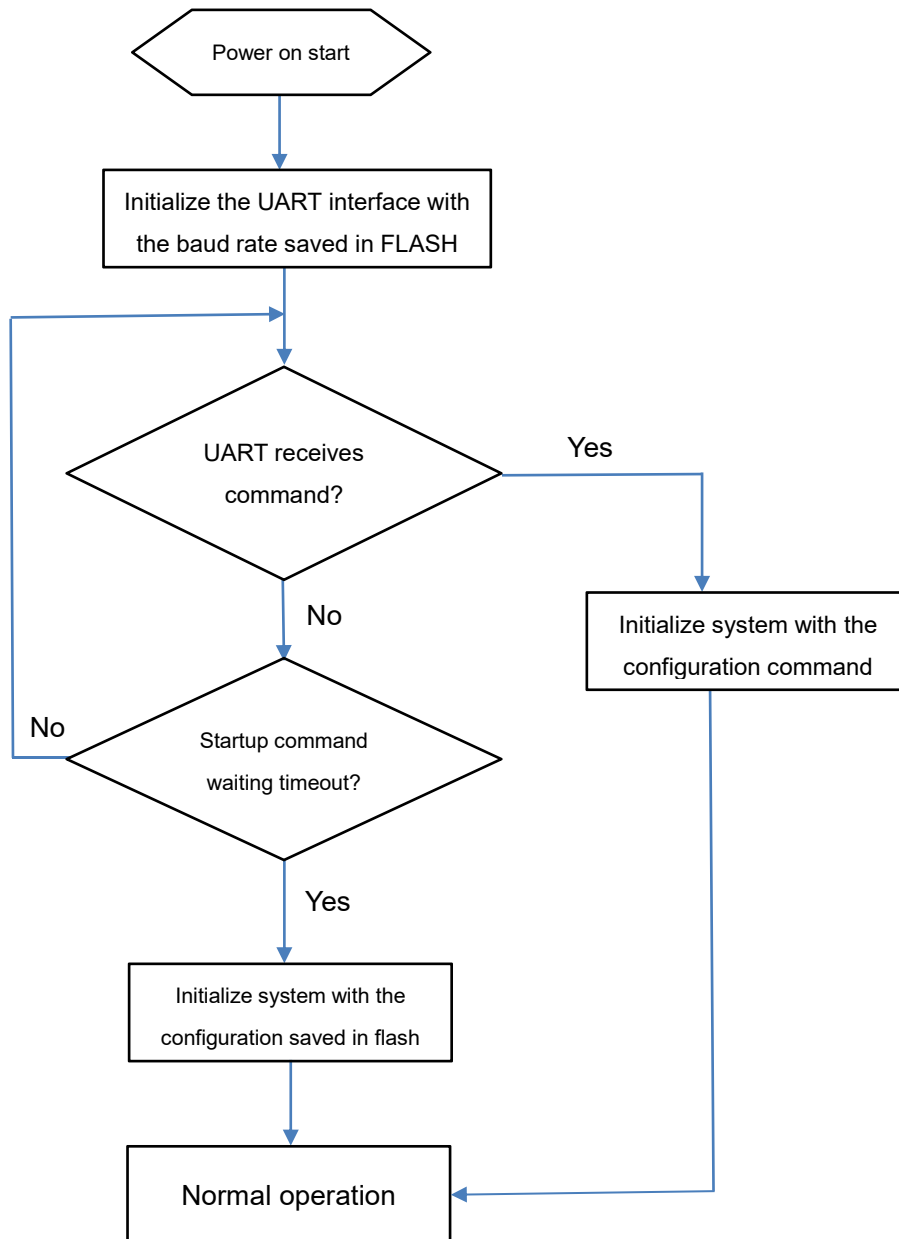 Power on start
Initialize the UART interface with
the baud rate saved in FLASH
UART receives
command?
Yes
No
Initialize system with the
configuration command
No
Startup command
waiting timeout?
Yes
Initialize system with the
configuration saved in flash
Normal operation